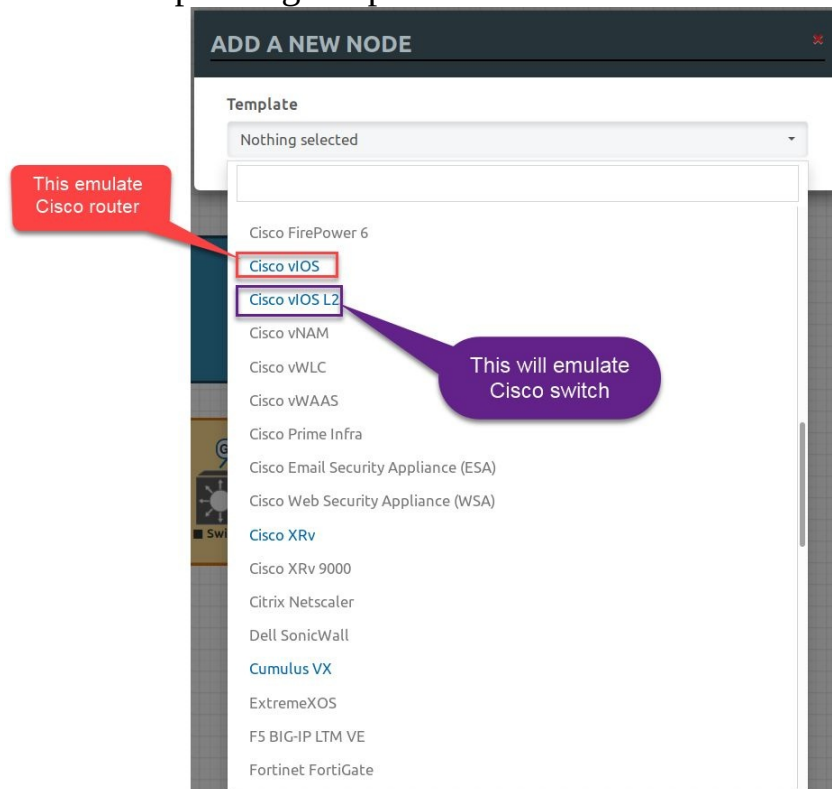 ADD A NEW NODE
Template
Nothing selected
This emulate
Cisco router
Cisco FirePower 6
Cisco vIOS
Cisco vIOS L2
Cisco vNAM
Cisco vWLC
This will emulate
Cisco switch
Cisco vWAAS
Cisco Prime Infra
Cisco Email Security Appliance (ESA)
Cisco Web Security Appliance (WSA)
Swi
Cisco XRv
Cisco XRv 9000
Citrix Netscaler
Dell SonicWall
Cumulus VX
ExtremeXOS
F5 BIG-IP LTM VE
Fortinet FortiGate